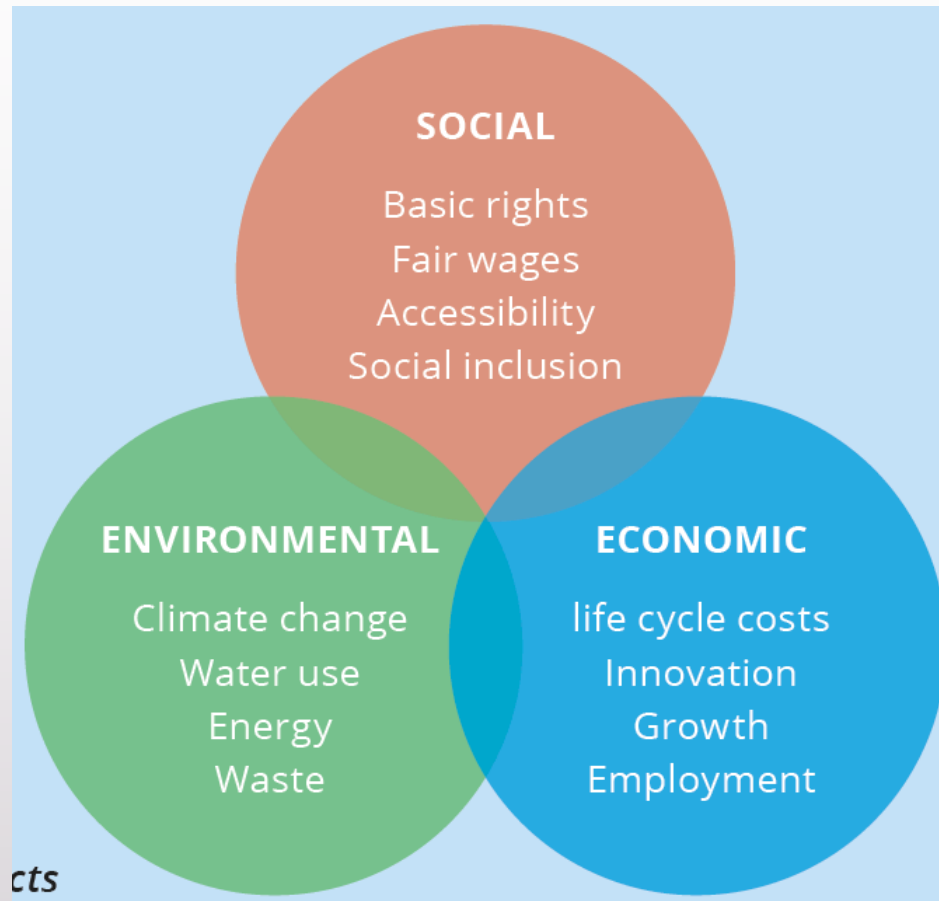 SOCIAL
Basic rights
Fair wages
Accessibility
Social inclusion
ENVIRONMENTAL
Climate change
Water use
Energy
Waste
ECONOMIC
life cycle costs
Innovation
Growth
Employment
cts